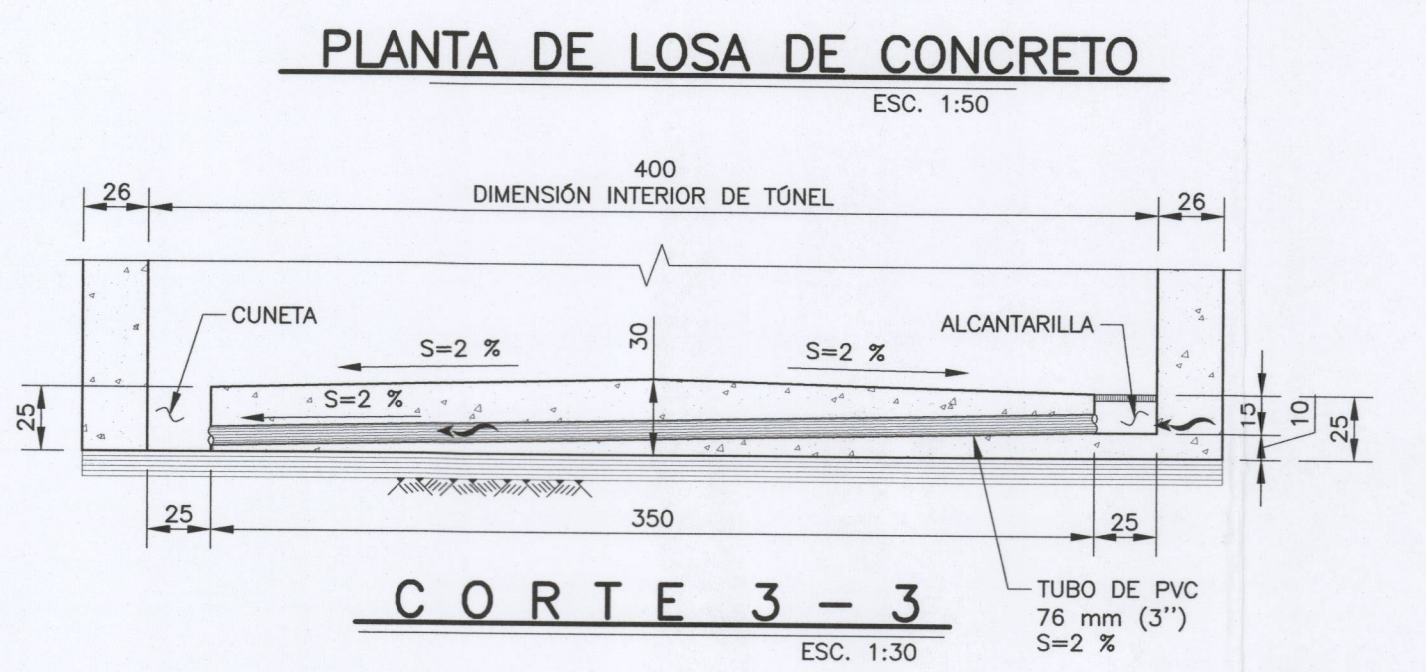 PLANTA DE LOSA DE CONCRETO
ESC. 1:50
400
26
DIMENSIÓN INTERIOR DE TÚNEL
26
CUNETA
ALCANTARILLA
30
S=2 %
S=2 %
S=2 %
25
15
10
25
25
350
25
CORTE 3-3
ESC. 1:30
TUBO DE PVC
76 mm (3'')
S=2 %